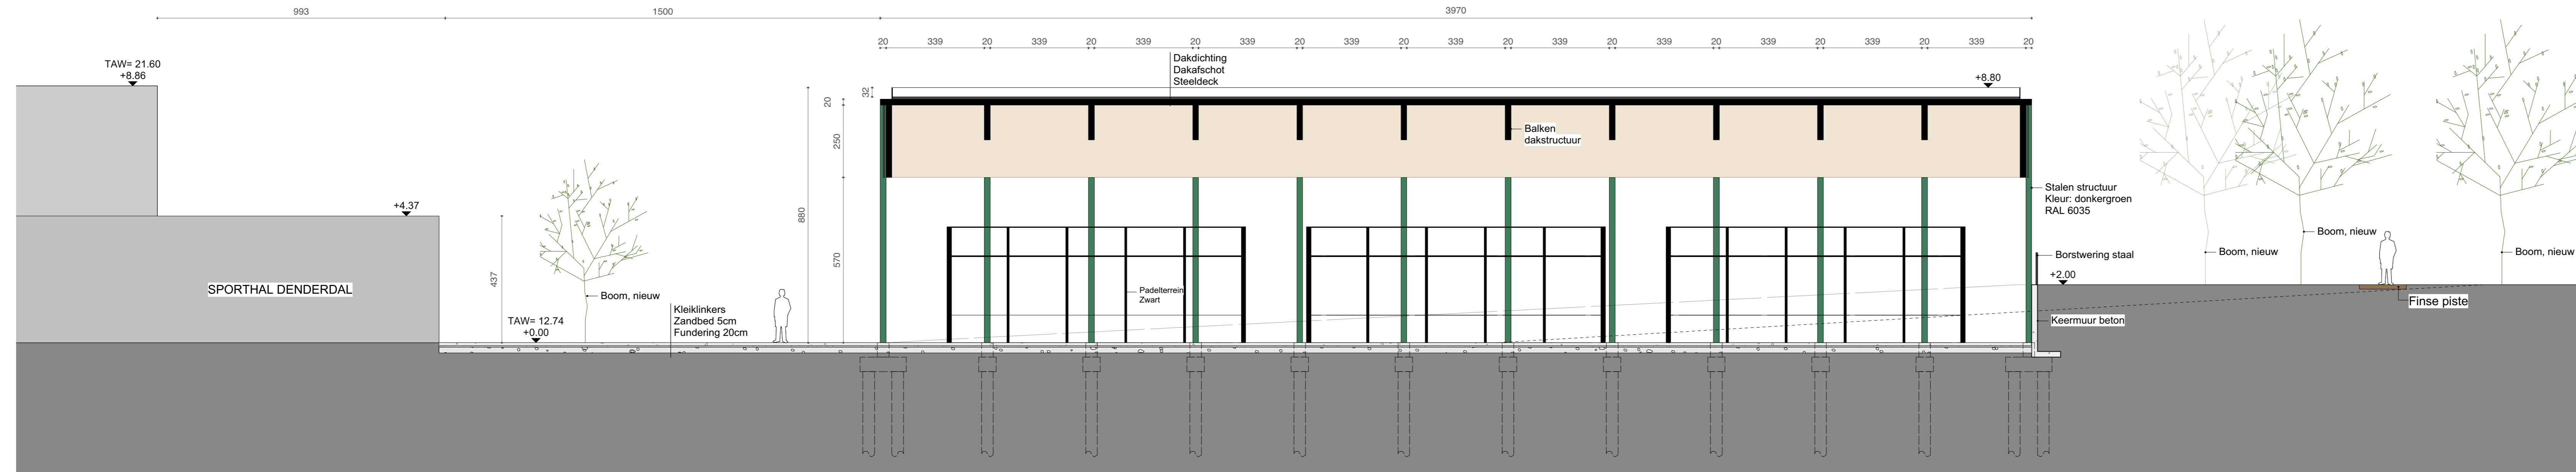 993
1500
3970
20 339 20 339 20 339 20 339 20 339 20 339 20 339 20 339 20 339 20 339 20 339 20
TAW= 21.60
+8.86
Dakdichting
Dakafschot
Steeldeck
+8.80
32
20
250
570
880
Balken
dakstructuur
+4.37
437
SPORTHAL DENDERDAL
Boom, nieuw
TAW= 12.74
+0.00
Kleiklinkers
Zandbed 5cm
Fundering 20cm
Padelterrein
Zwart
Stalen structuur
Kleur: donkergroen
RAL 6035
Borstwering staal
+2.00
Keermuur beton
Boom, nieuw
Boom, nieuw
Boom, nieuw
Finse piste